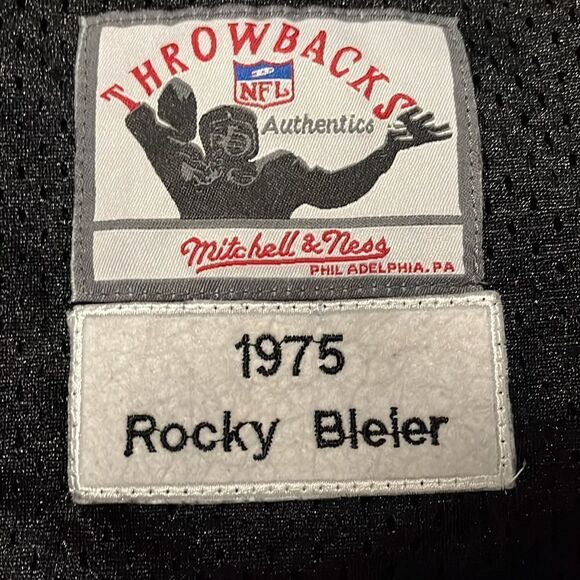 THROWBACKS
NFL
Authentics
Mitchell & Ness
PHILADELPHIA, PA
1975
Rocky Bleier